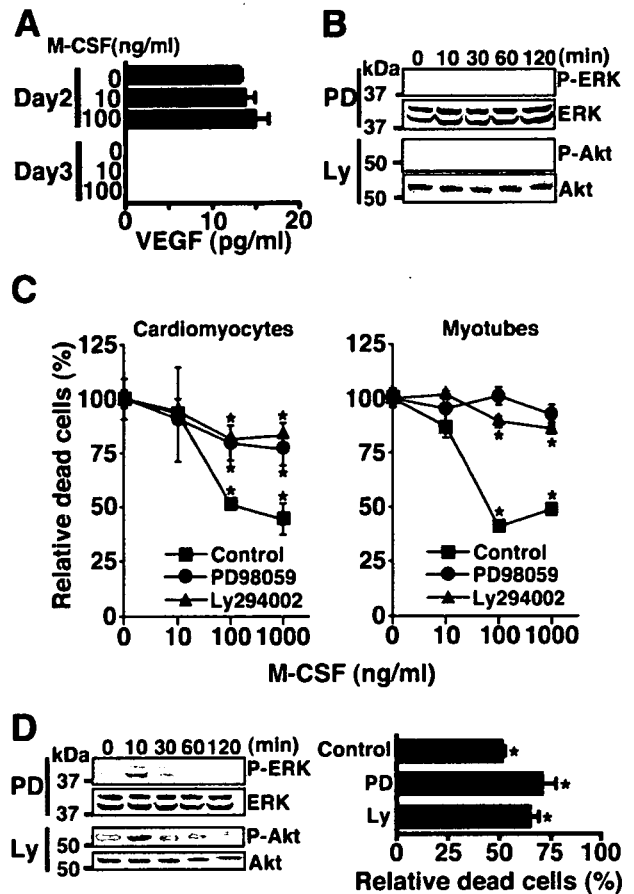 A
M-CSF(ng/ml)
Day2
0
10
100
Day3
0
10
100
0 10 20
VEGF (pg/ml)
B
0 10 30 60 120 (min)
kDa
PD
37
P-ERK
37
ERK
Ly
50
P-Akt
50
Akt
C
Cardiomyocytes
Relative dead cells (%)
125
100
75
50
25
0
* * * * * *
Control
PD98059
Ly294002
0 10 100 1000
Myotubes
125
100
75
50
25
0
* * * *
Control
PD98059
Ly294002
0 10 100 1000
M-CSF (ng/ml)
D
0 10 30 60 120 (min)
kDa
PD
37
P-ERK
37
ERK
Ly
50
P-Akt
50
Akt
Control *
PD *
Ly *
0 25 50 75 100
Relative dead cells (%)